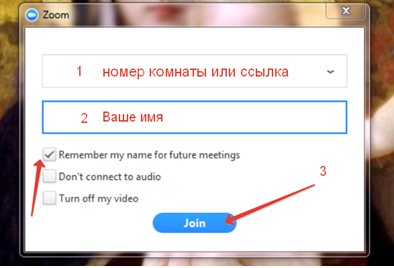 Zoom
1 номер комнаты или ссылка
2 Ваше имя
Remember my name for future meetings
Don't connect to audio
3
Turn off my video
Join